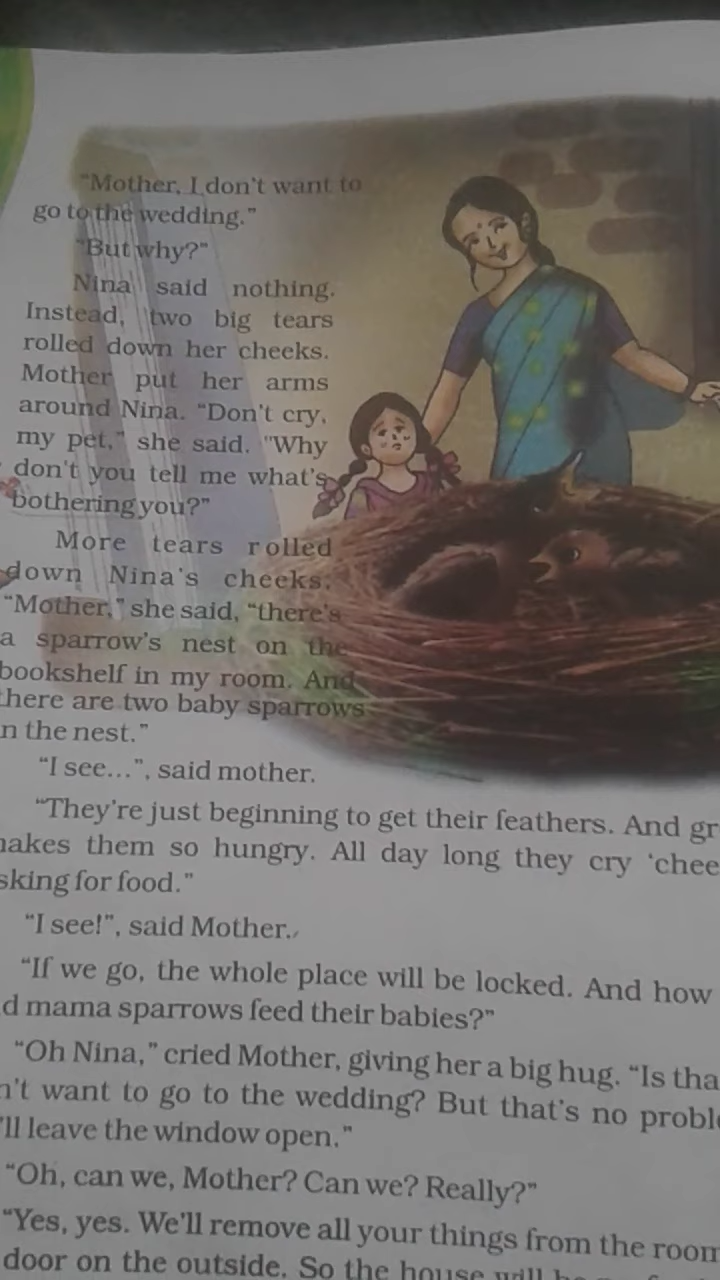 "Mother, I don't want to
go to the wedding."
"But why?"
Nina said nothing.
Instead, two big tears
rolled down her cheeks.
Mother put her arms
around Nina. "Don't cry,
my pet," she said. "Why
don't you tell me what's
bothering you?"
More tears rolled
down Nina's cheeks.
"Mother," she said, "there's
a sparrow's nest on the
bookshelf in my room. And
there are two baby sparrows
n the nest."
"I see...", said mother.
"They're just beginning to get their feathers. And gr
akes them so hungry. All day long they cry 'chee
sking for food."
"I see!", said Mother.
"If we go, the whole place will be locked. And how
d mama sparrows feed their babies?"
"Oh Nina," cried Mother, giving her a big hug. "Is tha
n't want to go to the wedding? But that's no proble
'll leave the window open."
"Oh, can we, Mother? Can we? Really?"
"Yes, yes. We'll remove all your things from the room
door on the outside. So the house will